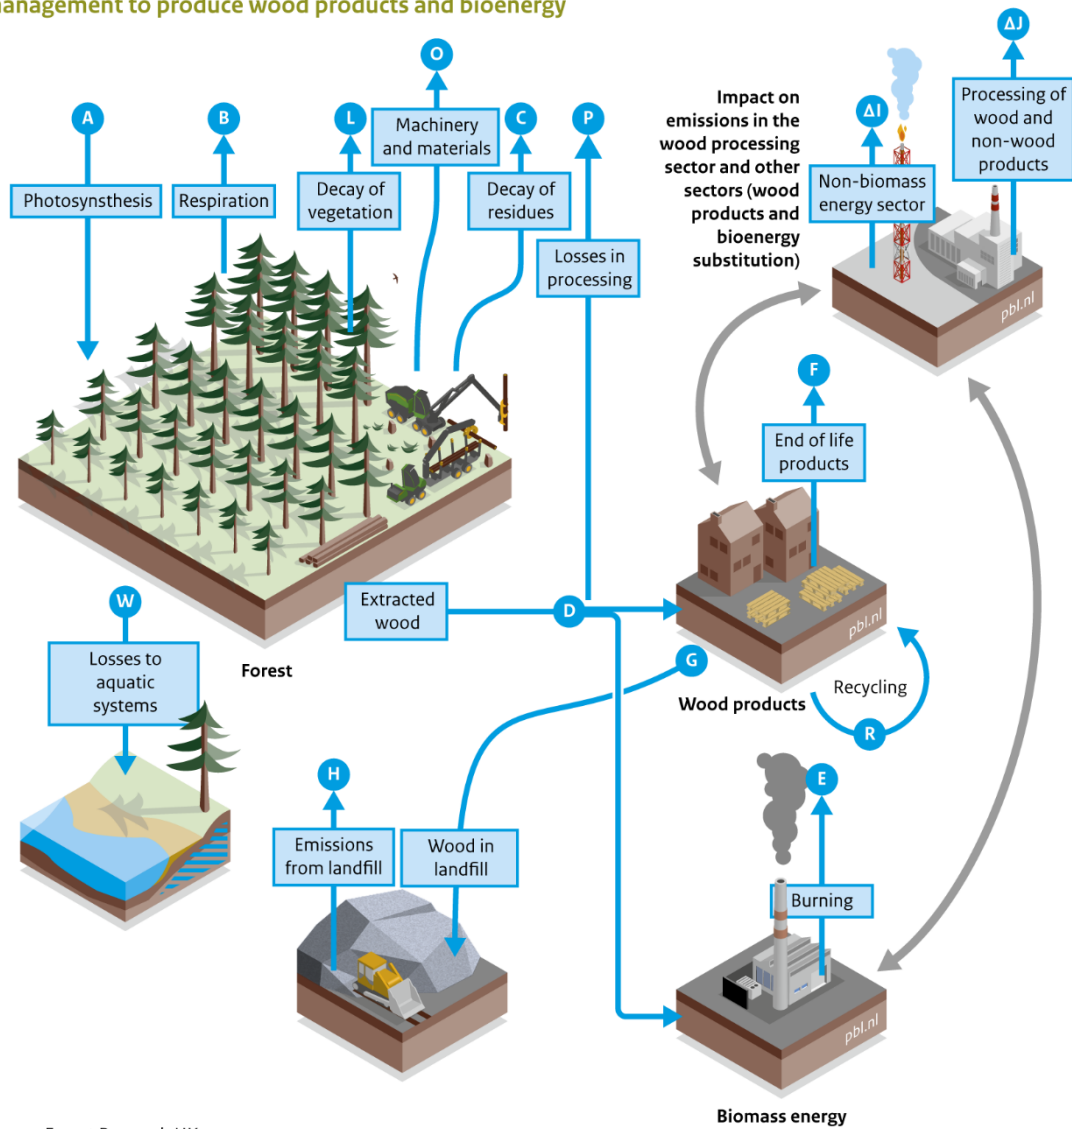 management to produce wood products and bioenergy
O
ΔJ
A
B
L
C
P
ΔI
Machinery
and materials
Impact on
emissions in the
wood processing
sector and other
sectors (wood
products and
bioenergy
substitution)
Processing of
wood and
non-wood
products
Photosynsthesis
Respiration
Decay of
vegetation
Decay of
residues
Non-biomass
energy sector
Losses in
processing
pbl.nl
F
End of life
products
Extracted
wood
D
pbl.nl
W
Losses to
aquatic
systems
Forest
G
Wood products
Recycling
R
H
E
Emissions
from landfill
Wood in
landfill
Burning
pbl.nl
Biomass energy